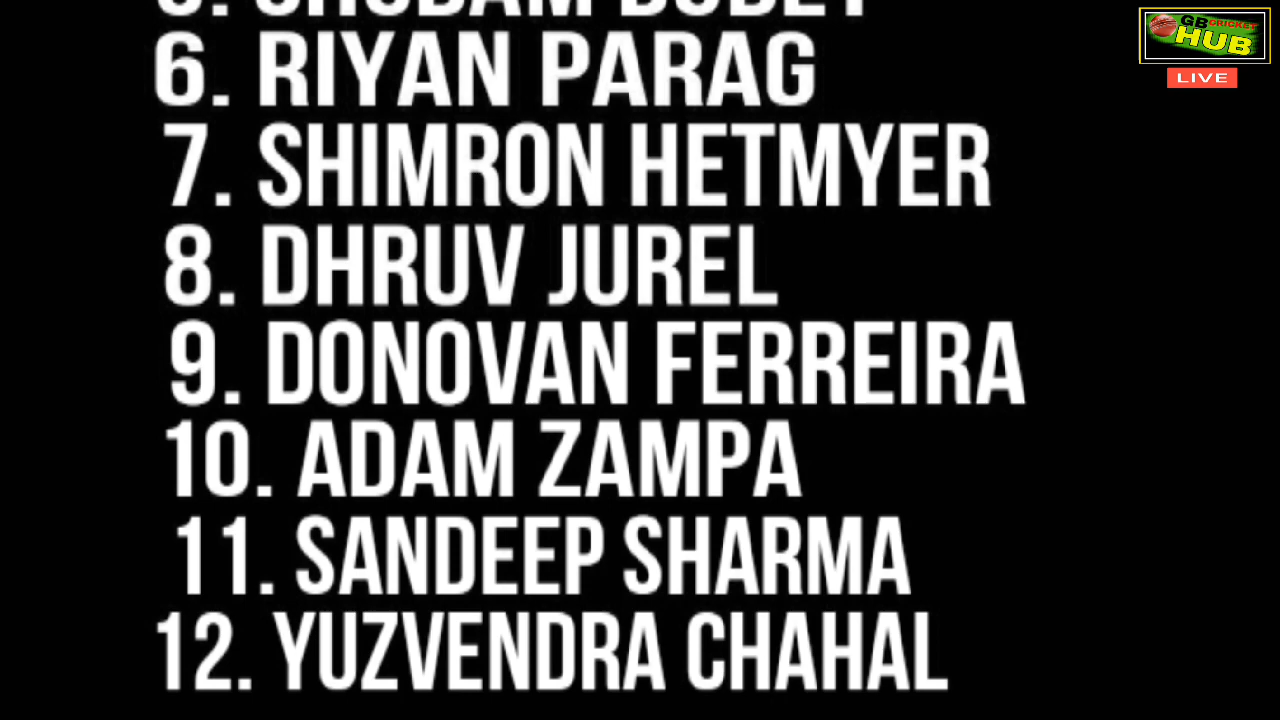 6. RIYAN PARAG
7. SHIMRON HETMYER
8. DHRUV JUREL
9. DONOVAN FERREIRA
10. ADAM ZAMPA
11. SANDEEP SHARMA
12. YUZVENDRA CHAHAL
GB CRICKET
HUB
LIVE